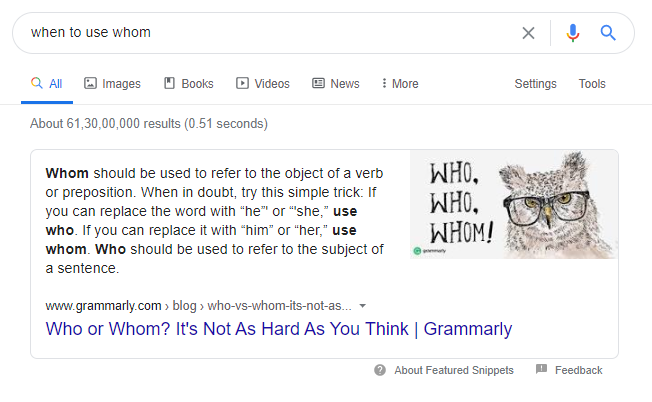 when to use whom
All Images Books Videos News More Settings Tools
About 61,30,00,000 results (0.51 seconds)
Whom should be used to refer to the object of a verb
or preposition. When in doubt, try this simple trick: If
you can replace the word with “he”' or “'she,” use
who. If you can replace it with “him” or “her,” use
whom. Who should be used to refer to the subject of
a sentence.
WHO,
WHO,
WHOM!
grammarly
www.grammarly.com › blog › who-vs-whom-its-not-as...
Who or Whom? It's Not As Hard As You Think | Grammarly
About Featured Snippets Feedback